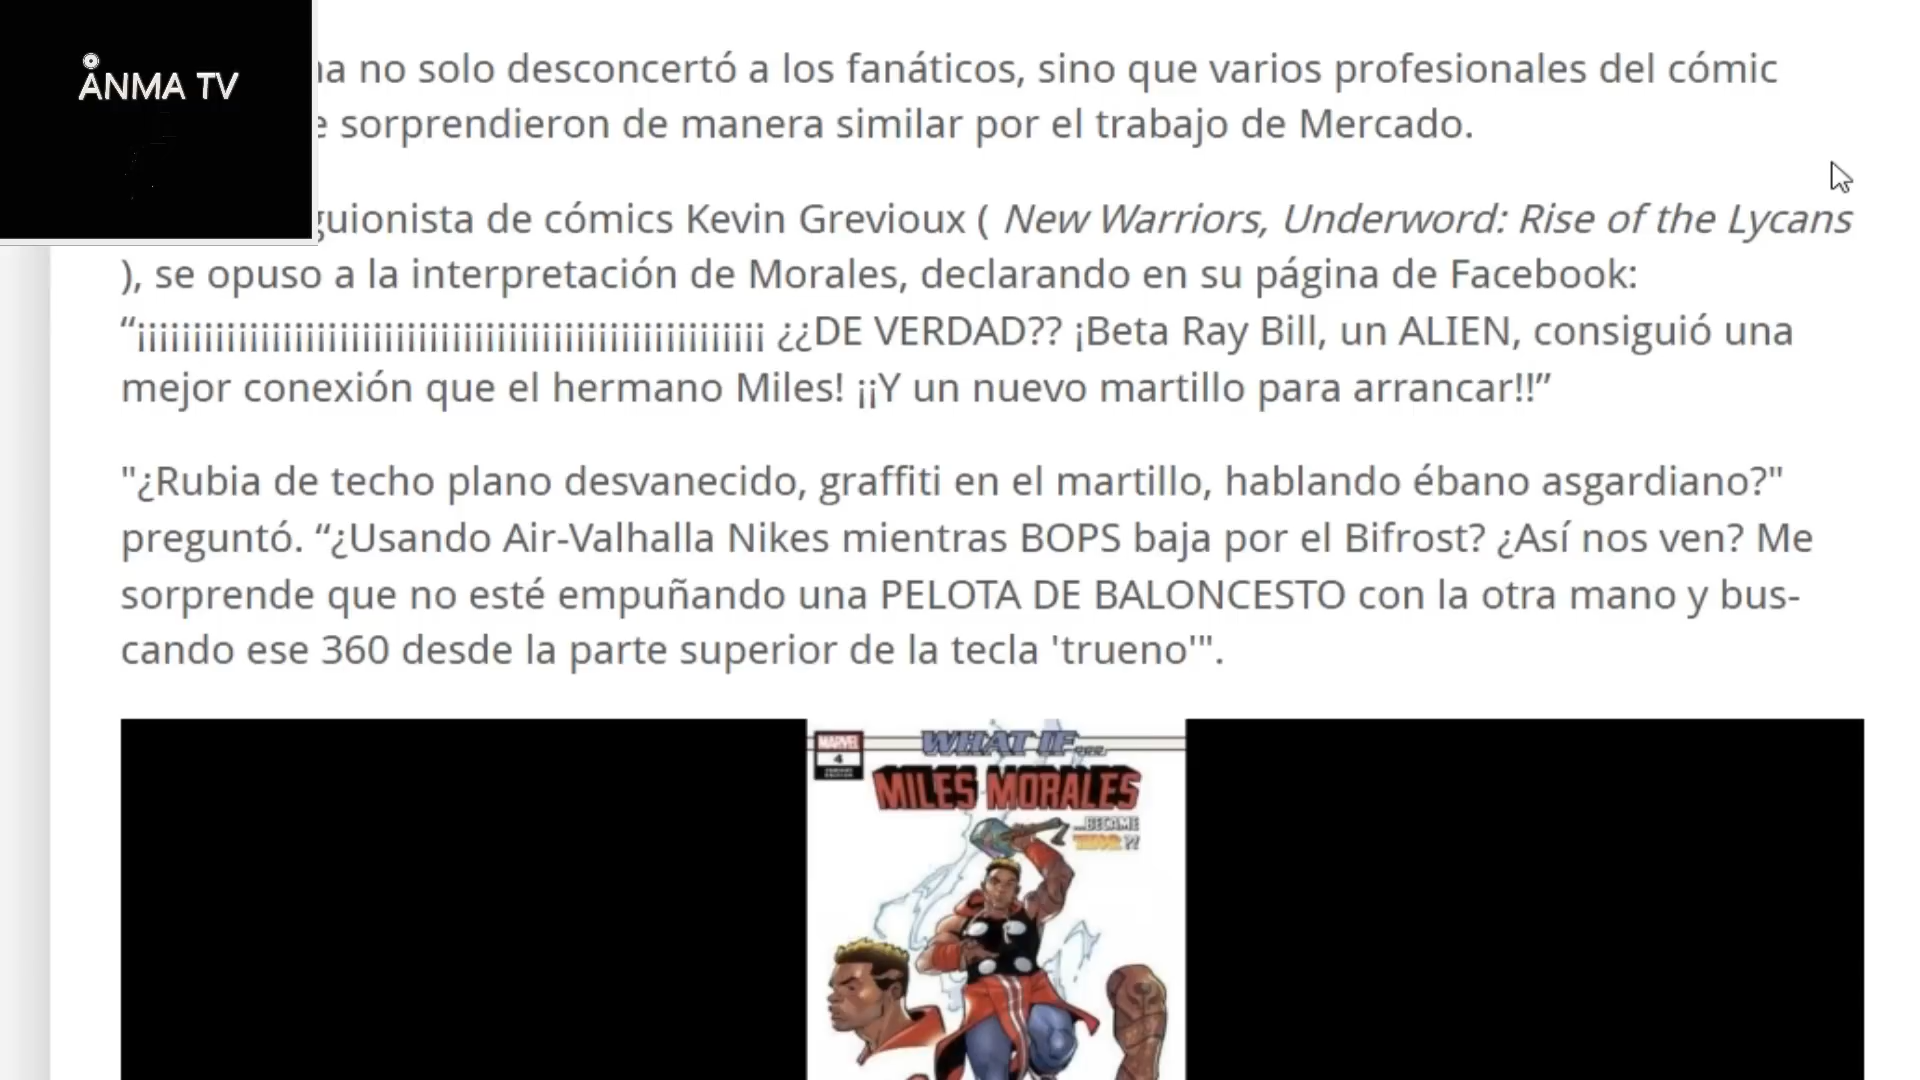 ÅNMA TV
na no solo desconcertó a los fanáticos, sino que varios profesionales del cómic
e sorprendieron de manera similar por el trabajo de Mercado.
guionista de cómics Kevin Grevioux ( New Warriors, Underword: Rise of the Lycans
), se opuso a la interpretación de Morales, declarando en su página de Facebook:
“¡¡¡¡¡¡¡¡¡¡¡¡¡¡¡¡¡¡¡¡¡¡¡¡¡¡¡¡¡¡¡¡¡¡¡¡¡¡¡¡¡¡¡¡¡¡¡¡¡¡¡¡¡¡¡¡ ¿¿DE VERDAD?? ¡Beta Ray Bill, un ALIEN, consiguió una
mejor conexión que el hermano Miles! ¡¡Y un nuevo martillo para arrancar!!”
"¿Rubia de techo plano desvanecido, graffiti en el martillo, hablando ébano asgardiano?"
preguntó. “¿Usando Air-Valhalla Nikes mientras BOPS baja por el Bifrost? ¿Así nos ven? Me
sorprende que no esté empuñando una PELOTA DE BALONCESTO con la otra mano y bus-
cando ese 360 desde la parte superior de la tecla 'trueno'".
MARVEL
4
WHAT IF...
MILES MORALES
...BECAME
THOR??